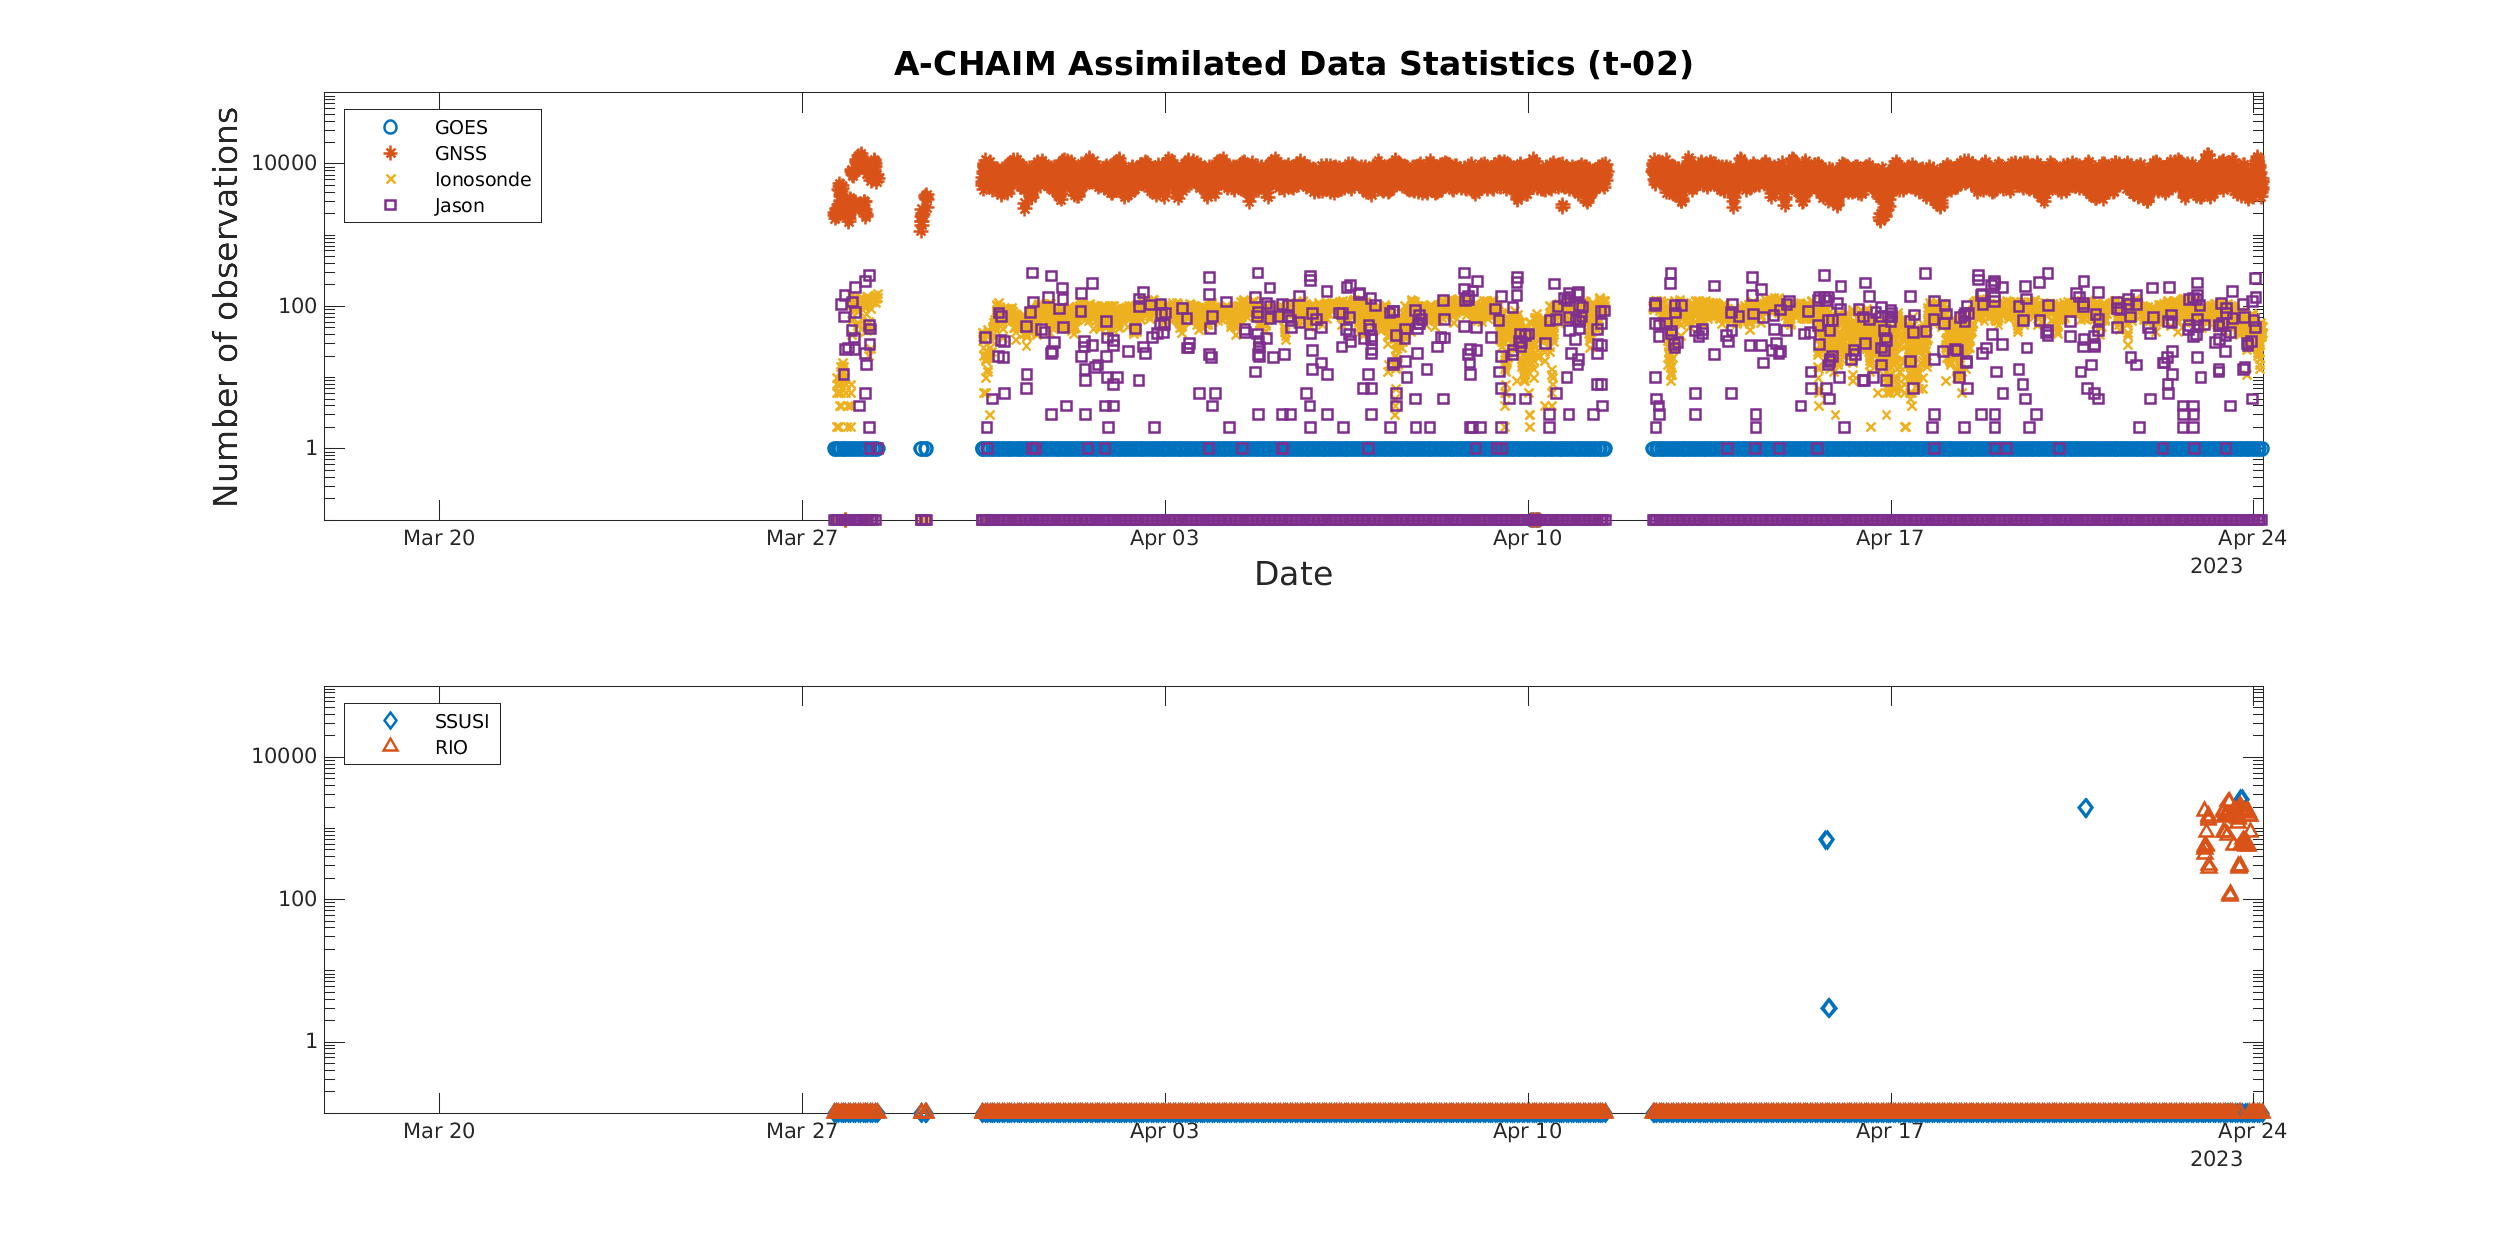 A-CHAIM Assimilated Data Statistics (t-02)
Number of observations
10000
100
1
GOES
GNSS
Ionosonde
Jason
Mar 20
Mar 27
Apr 03
Apr 10
Apr 17
Apr 24
2023
Date
10000
100
1
SSUSI
RIO
Mar 20
Mar 27
Apr 03
Apr 10
Apr 17
Apr 24
2023